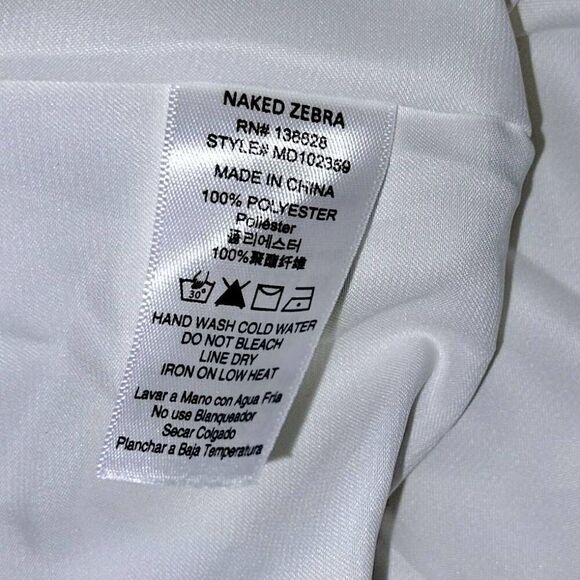 NAKED ZEBRA
RN# 138628
STYLE# MD102359
MADE IN CHINA
100% POLYESTER
Poliéster
폴리에스터
100%聚酯纤维
30°
HAND WASH COLD WATER
DO NOT BLEACH
LINE DRY
IRON ON LOW HEAT
Lavar a Mano con Agua Fría
No use Blanqueador
Secar Colgado
Planchar a Baja Temperatura